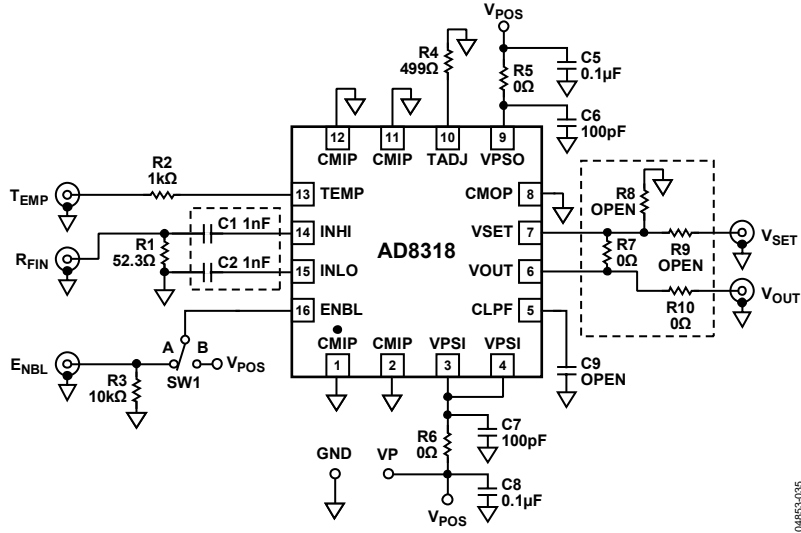 VPOS
R4
499Ω
R5
0Ω
C5
0.1µF
C6
100pF
12
11
10
9
CMIP
CMIP
TADJ
VPSO
R2
1kΩ
TEMP
13
TEMP
CMOP
8
R8
OPEN
C1 1nF
14
INHI
VSET
7
VSET
RFIN
R1
52.3Ω
AD8318
R7
0Ω
R9
OPEN
C2 1nF
15
INLO
VOUT
6
VOUT
R10
0Ω
16
ENBL
CLPF
5
ENBL
A
B
VPOS
SW1
R3
10kΩ
CMIP
CMIP
VPSI
VPSI
1
2
3
4
C9
OPEN
C7
100pF
R6
0Ω
GND
VP
C8
0.1µF
VPOS
04853-035